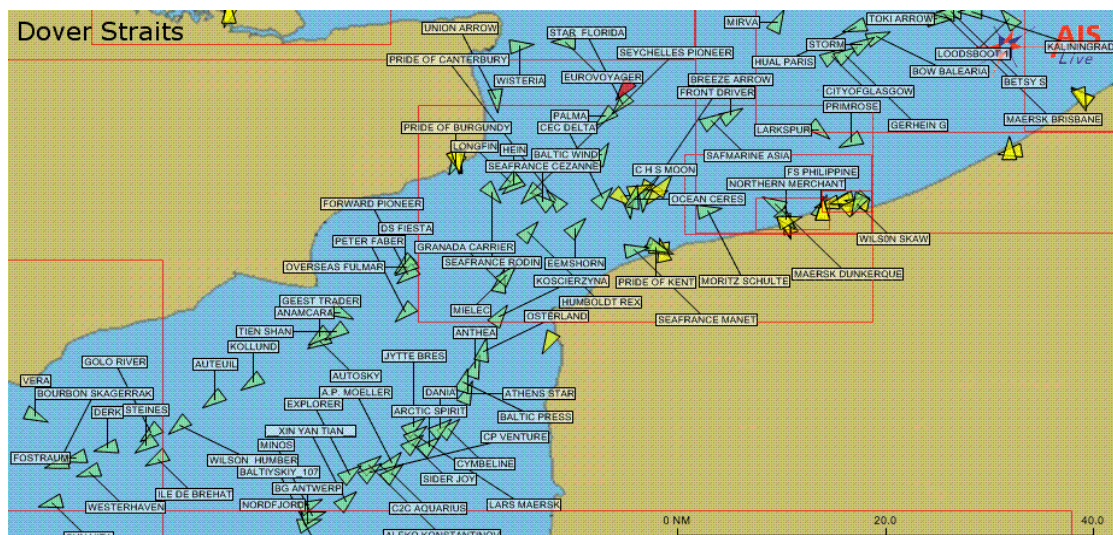 Dover Straits
UNION ARROW
STAR FLORIDA
MIRVA
TOKI ARROW
AIS
Live
PRIDE OF CANTERBURY
SEYCHELLES PIONEER
STORM
LOODSBOOT 1
KALININGRAD
HUAL PARIS
WISTERIA
EUROVOYAGER
BREEZE ARROW
BOW BALEARIA
BETSY S
FRONT DRIVER
CITYOFGLASGOW
PRIMROSE
PALMA
MAERSK BRISBANE
PRIDE OF BURGUNDY
CEC DELTA
LARKSPUR
GERHEIN G
LONGFIN
HEIN
BALTIC WIND
SAFMARINE ASIA
SEAFRANCE CEZANNE
C H S MOON
FS PHILIPPINE
NORTHERN MERCHANT
FORWARD PIONEER
OCEAN CERES
DS FIESTA
PETER FABER
GRANADA CARRIER
WILSON SKAW
OVERSEAS FULMAR
SEAFRANCE RODIN
EEMSHORN
KOSCIERZYNA
PRIDE OF KENT
MORITZ SCHULTE
MAERSK DUNKERQUE
GEEST TRADER
HUMBOLDT REX
ANAMCARA
MIELEC
OSTERLAND
SEAFRANCE MANET
TIEN SHAN
ANTHEA
KOLLUND
GOLO RIVER
JYTTE BRES
AUTEUIL
VERA
AUTOSKY
BOURBON SKAGERRAK
A.P. MOELLER
DANIA
ATHENS STAR
EXPLORER
DERK
STEINES
ARCTIC SPIRIT
BALTIC PRESS
XIN YAN TIAN
CP VENTURE
MINOS
FOSTRAUM
WILSON HUMBER
CYMBELINE
BALTIYSKIY_107
SIDER JOY
BG ANTWERP
ILE DE BREHAT
WESTERHAVEN
NORDFJORD
C2C AQUARIUS
LARS MAERSK
0 NM
20.0
40.0
ALEKO KONSTANTINOV